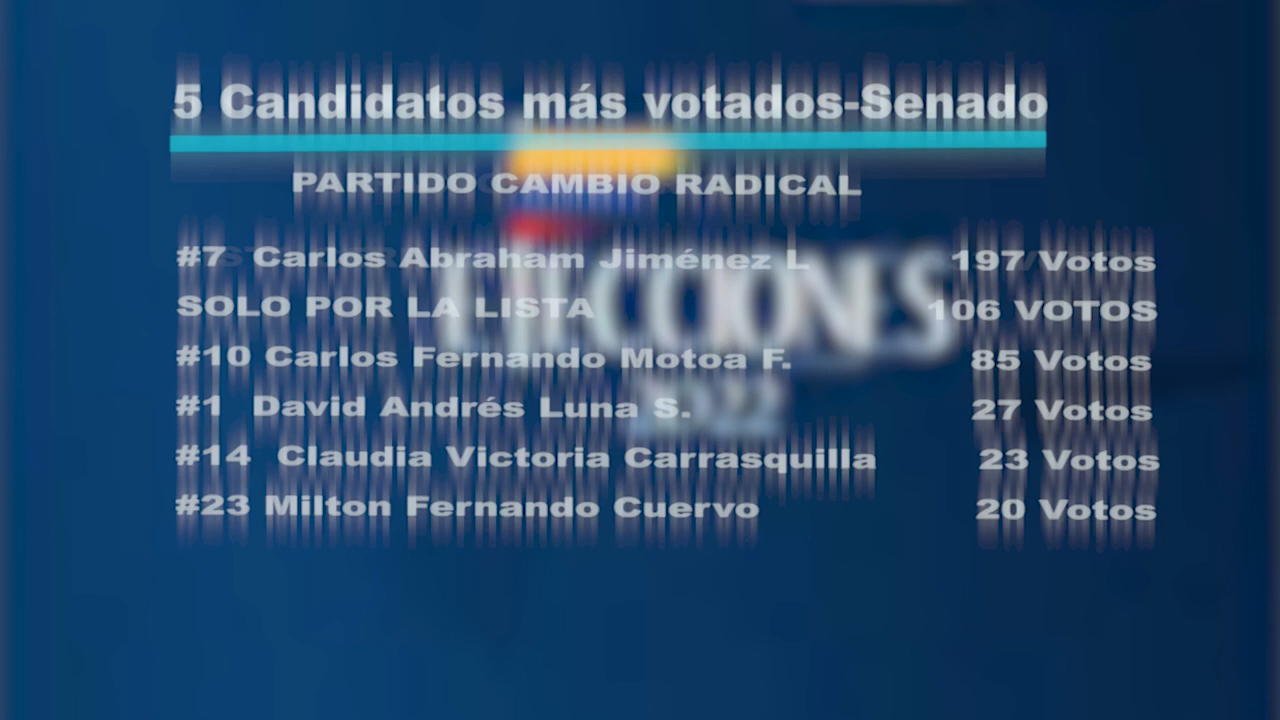 5 Candidatos más votados-Senado
PARTIDO CAMBIO RADICAL
#7 Carlos Abraham Jiménez L 197 Votos
SOLO POR LA LISTA 106 VOTOS
#10 Carlos Fernando Motoa F. 85 Votos
#1 David Andrés Luna S. 27 Votos
#14 Claudia Victoria Carrasquilla 23 Votos
#23 Milton Fernando Cuervo 20 Votos
ELECCIONES
2022